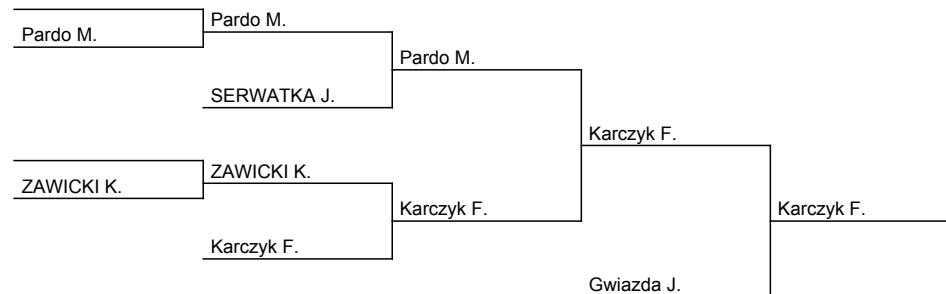 Pardo M.
Pardo M.
Pardo M.
SERWATKA J.
Karczyk F.
ZAWICKI K.
ZAWICKI K.
Karczyk F.
Karczyk F.
Karczyk F.
Gwiazda J.